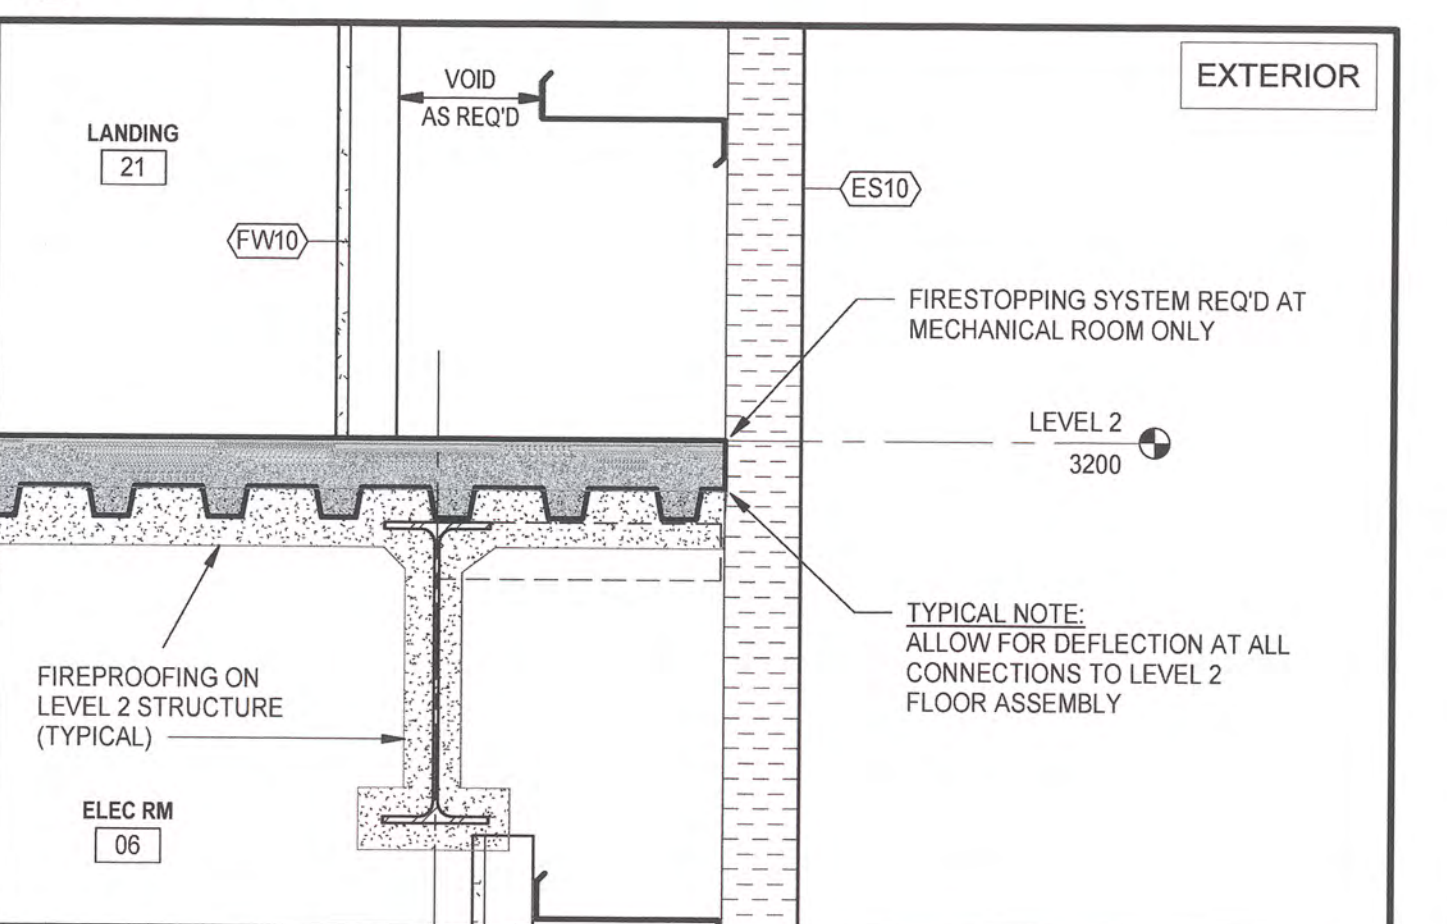 EXTERIOR
VOID
AS REQ'D
LANDING
21
ES10
FW10
FIRESTOPPING SYSTEM REQ'D AT
MECHANICAL ROOM ONLY
LEVEL 2
3200
TYPICAL NOTE:
ALLOW FOR DEFLECTION AT ALL
CONNECTIONS TO LEVEL 2
FLOOR ASSEMBLY
FIREPROOFING ON
LEVEL 2 STRUCTURE
(TYPICAL)
ELEC RM
06